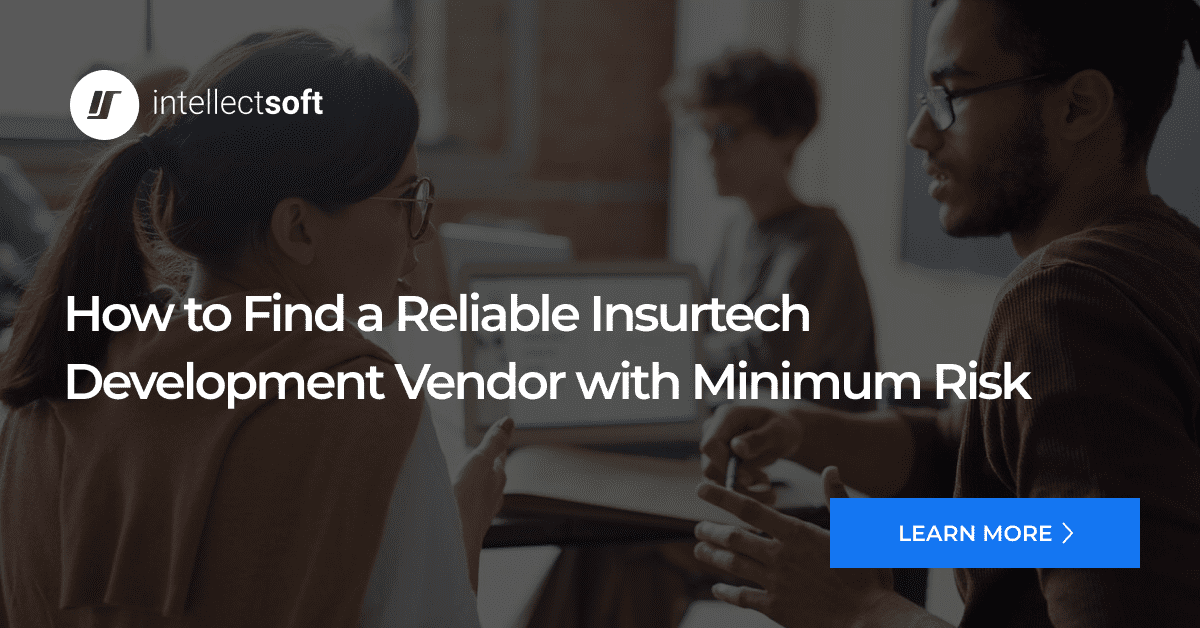 intellectsoft
How to Find a Reliable Insurtech
Development Vendor with Minimum Risk
LEARN MORE